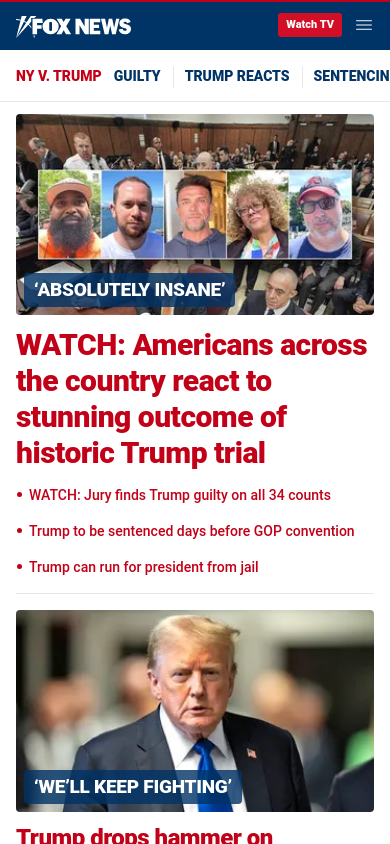 FOX NEWS
Watch TV
NY V. TRUMP GUILTY TRUMP REACTS SENTENCIN
‘ABSOLUTELY INSANE’
WATCH: Americans across
the country react to
stunning outcome of
historic Trump trial
• WATCH: Jury finds Trump guilty on all 34 counts
• Trump to be sentenced days before GOP convention
• Trump can run for president from jail
‘WE’LL KEEP FIGHTING’
Trump drops hammer on